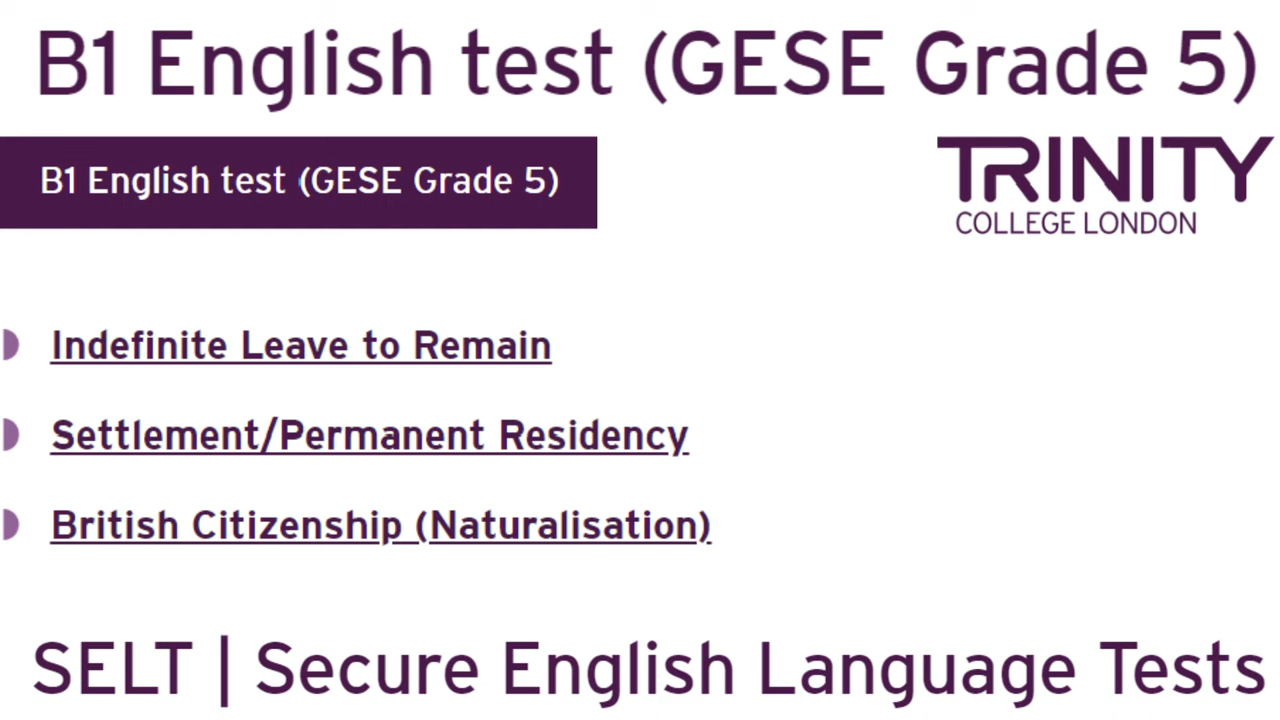 B1 English test (GESE Grade 5)
B1 English test (GESE Grade 5)
TRINITY
COLLEGE LONDON
Indefinite Leave to Remain
Settlement/Permanent Residency
British Citizenship (Naturalisation)
SELT | Secure English Language Tests